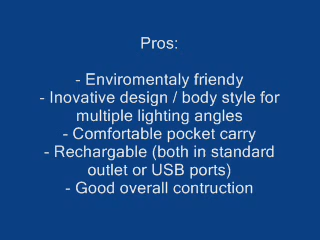 Pros:
- Enviromentaly friendy
- Inovative design / body style for
multiple lighting angles
- Comfortable pocket carry
- Rechargable (both in standard
outlet or USB ports)
- Good overall contruction